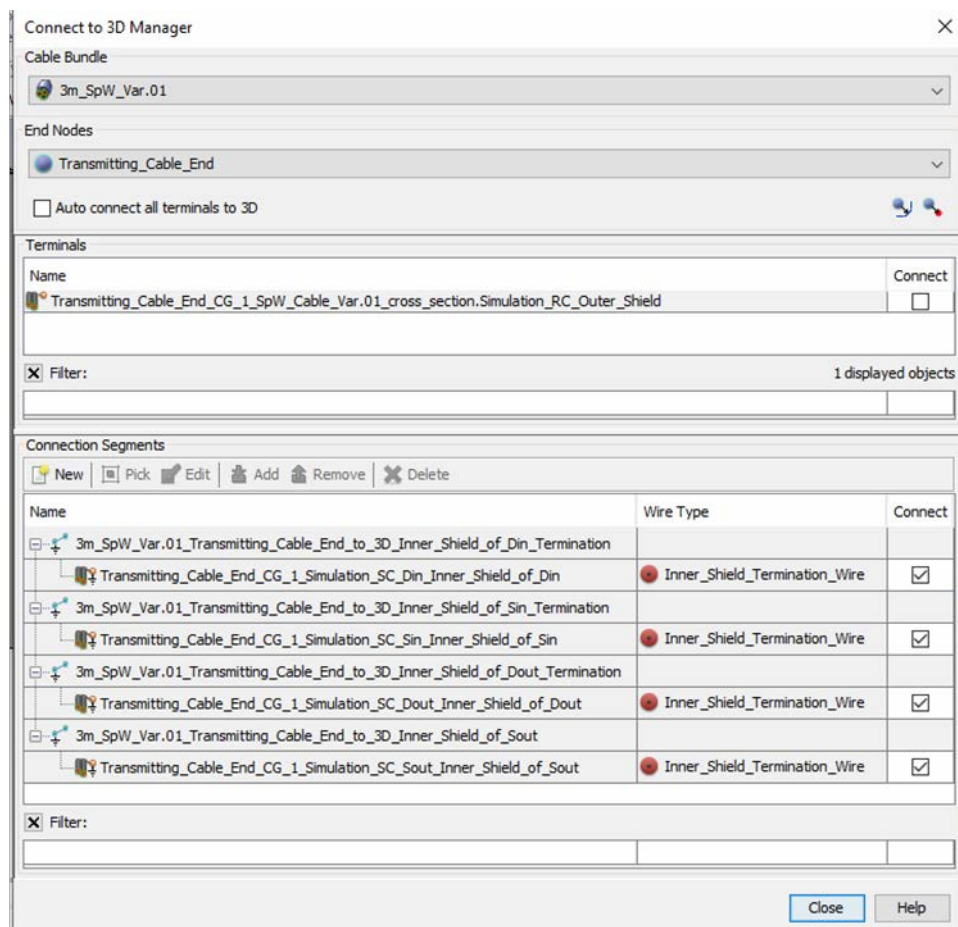 Connect to 3D Manager
Cable Bundle
3m_SpW_Var.01
End Nodes
Transmitting_Cable_End
Auto connect all terminals to 3D
Terminals
Name Connect
Transmitting_Cable_End_CG_1_SpW_Cable_Var.01_cross_section.Simulation_RC_Outer_Shield
Filter: 1 displayed objects
Connection Segments
New Pick Edit Add Remove Delete
Name Wire Type Connect
3m_SpW_Var.01_Transmitting_Cable_End_to_3D_Inner_Shield_of_Din_Termination
Transmitting_Cable_End_CG_1_Simulation_SC_Din_Inner_Shield_of_Din Inner_Shield_Termination_Wire
3m_SpW_Var.01_Transmitting_Cable_End_to_3D_Inner_Shield_of_Sin_Termination
Transmitting_Cable_End_CG_1_Simulation_SC_Sin_Inner_Shield_of_Sin Inner_Shield_Termination_Wire
3m_SpW_Var.01_Transmitting_Cable_End_to_3D_Inner_Shield_of_Dout_Termination
Transmitting_Cable_End_CG_1_Simulation_SC_Dout_Inner_Shield_of_Dout Inner_Shield_Termination_Wire
3m_SpW_Var.01_Transmitting_Cable_End_to_3D_Inner_Shield_of_Sout
Transmitting_Cable_End_CG_1_Simulation_SC_Sout_Inner_Shield_of_Sout Inner_Shield_Termination_Wire
Filter:
Close Help